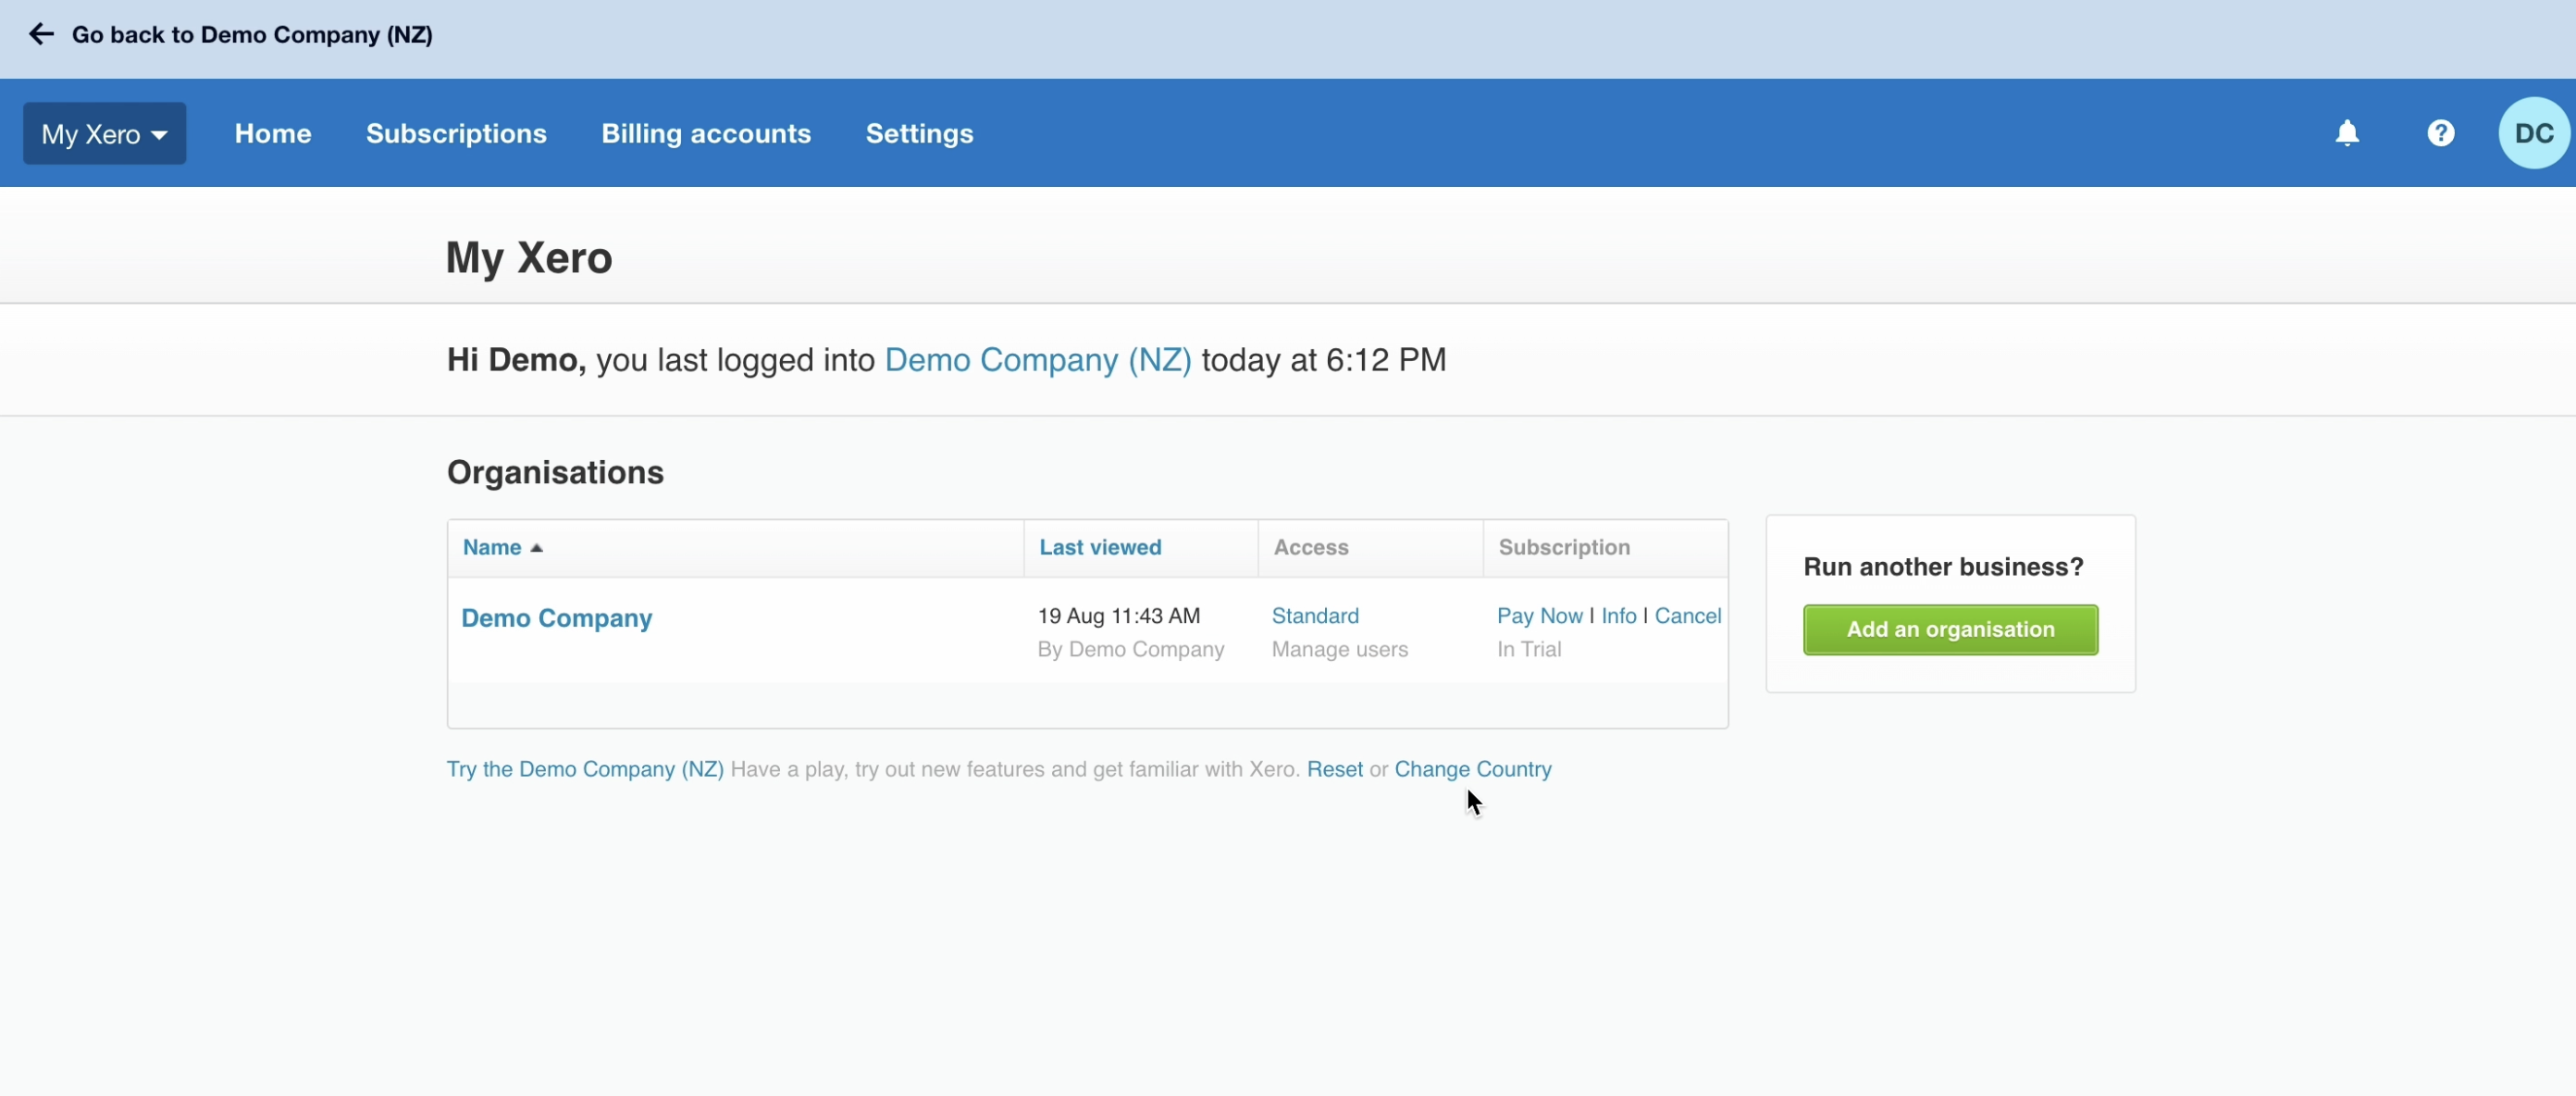 Go back to Demo Company (NZ)
My Xero Home Subscriptions Billing accounts Settings ? DC
My Xero
Hi Demo, you last logged into Demo Company (NZ) today at 6:12 PM
Organisations
Name Last viewed Access Subscription
Demo Company 19 Aug 11:43 AM Standard Pay Now | Info | Cancel
By Demo Company Manage users In Trial
Run another business?
Add an organisation
Try the Demo Company (NZ) Have a play, try out new features and get familiar with Xero. Reset or Change Country